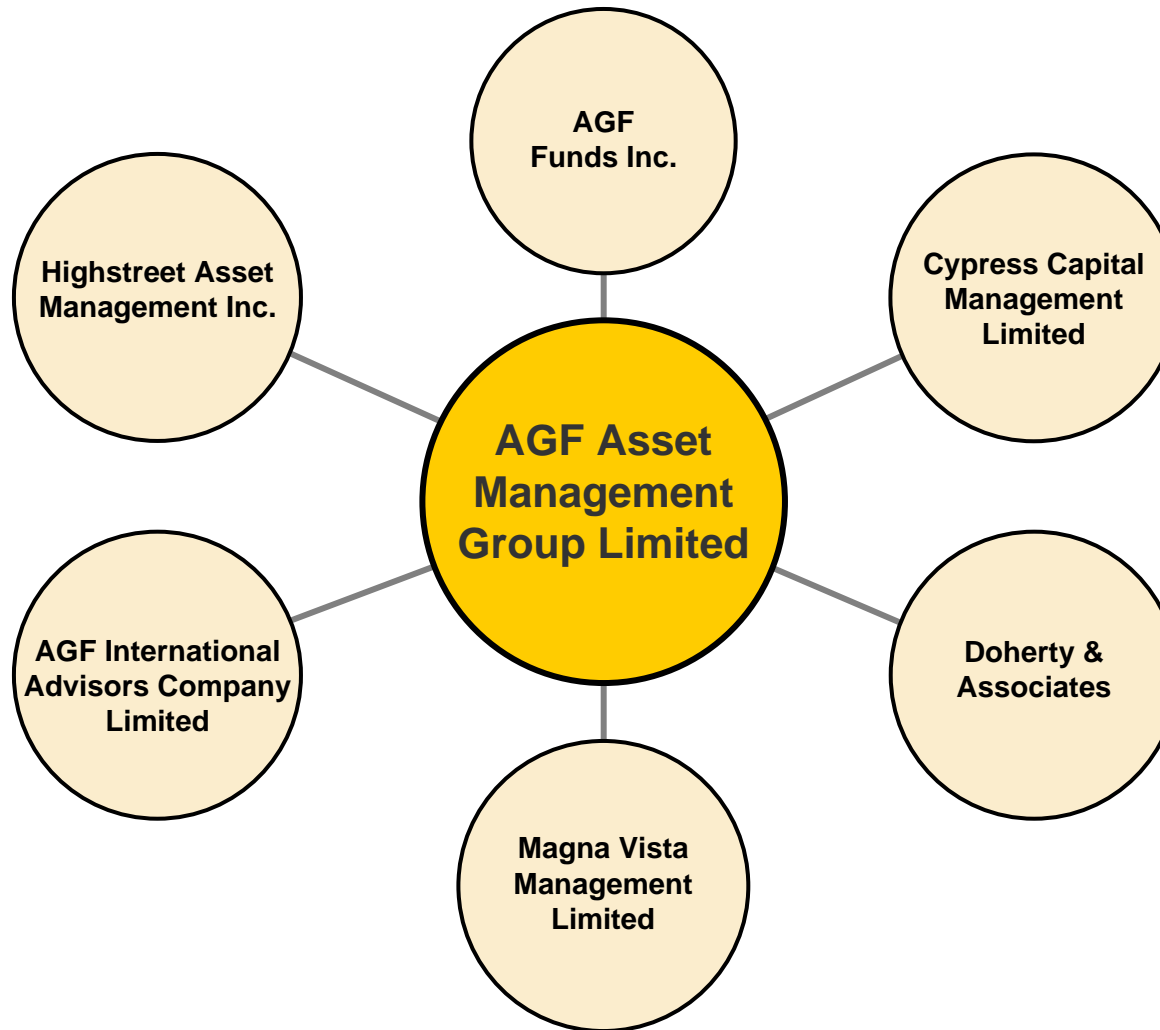 AGF
Funds Inc.
Highstreet Asset
Management Inc.
Cypress Capital
Management
Limited
AGF Asset
Management
Group Limited
AGF International
Advisors Company
Limited
Doherty &
Associates
Magna Vista
Management
Limited